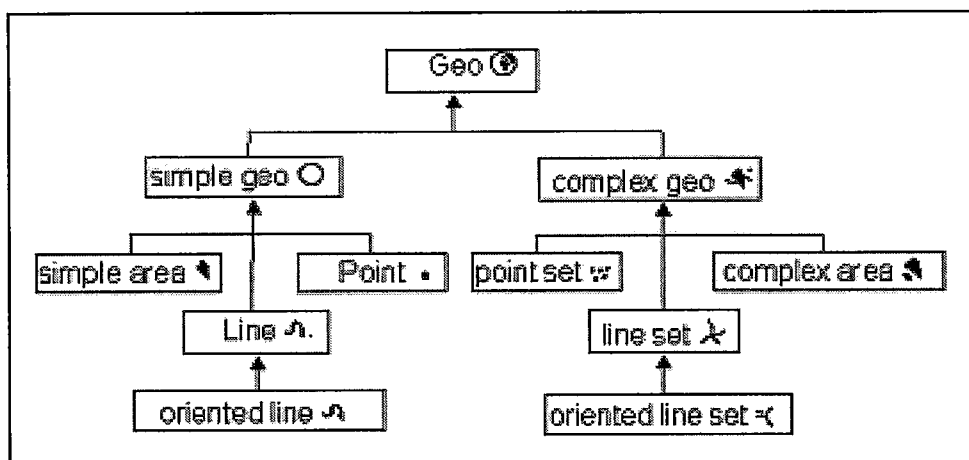 Geo
simple geo
complex geo
simple area
Point
point set
complex area
Line
line set
oriented line
oriented line set